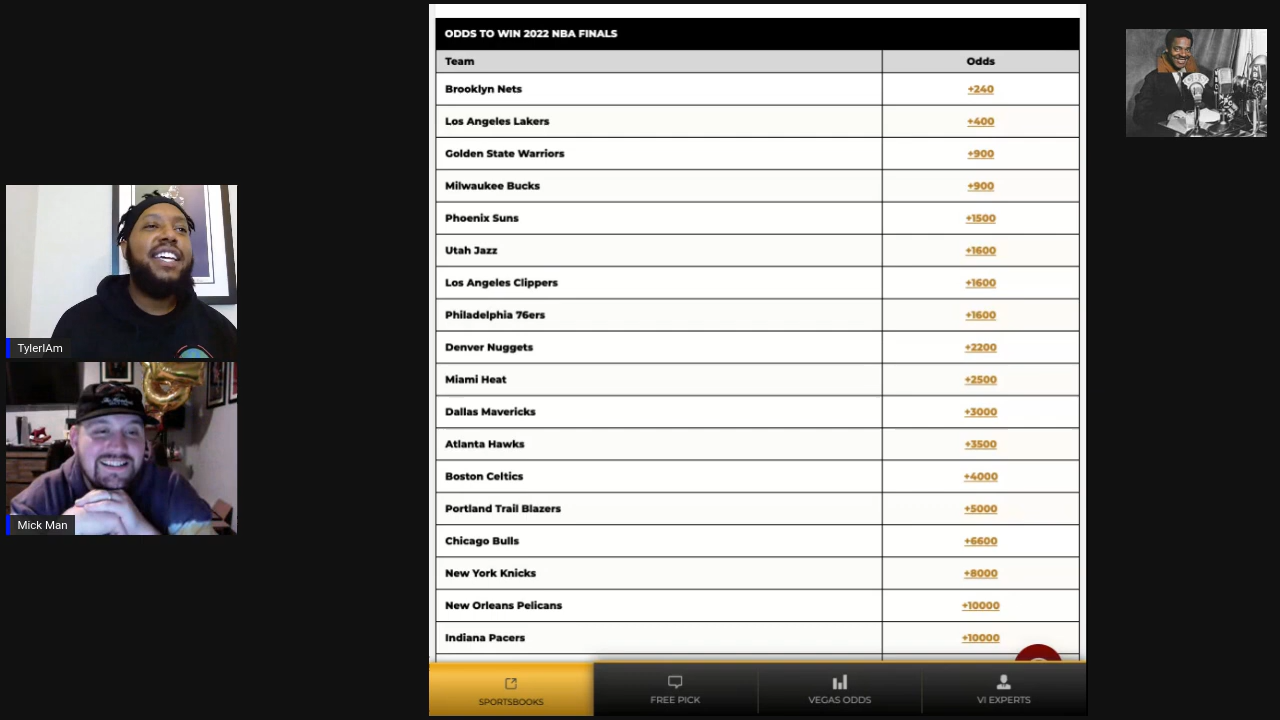 ODDS TO WIN 2022 NBA FINALS
Team Odds
Brooklyn Nets +240
Los Angeles Lakers +400
Golden State Warriors +900
Milwaukee Bucks +900
Phoenix Suns +1500
Utah Jazz +1600
Los Angeles Clippers +1600
Philadelphia 76ers +1600
Denver Nuggets +2200
Miami Heat +2500
Dallas Mavericks +3000
Atlanta Hawks +3500
Boston Celtics +4000
Portland Trail Blazers +5000
Chicago Bulls +6600
New York Knicks +8000
New Orleans Pelicans +10000
Indiana Pacers +10000
SPORTSBOOKS FREE PICK VEGAS ODDS VI EXPERTS
TylerIAm
Mick Man